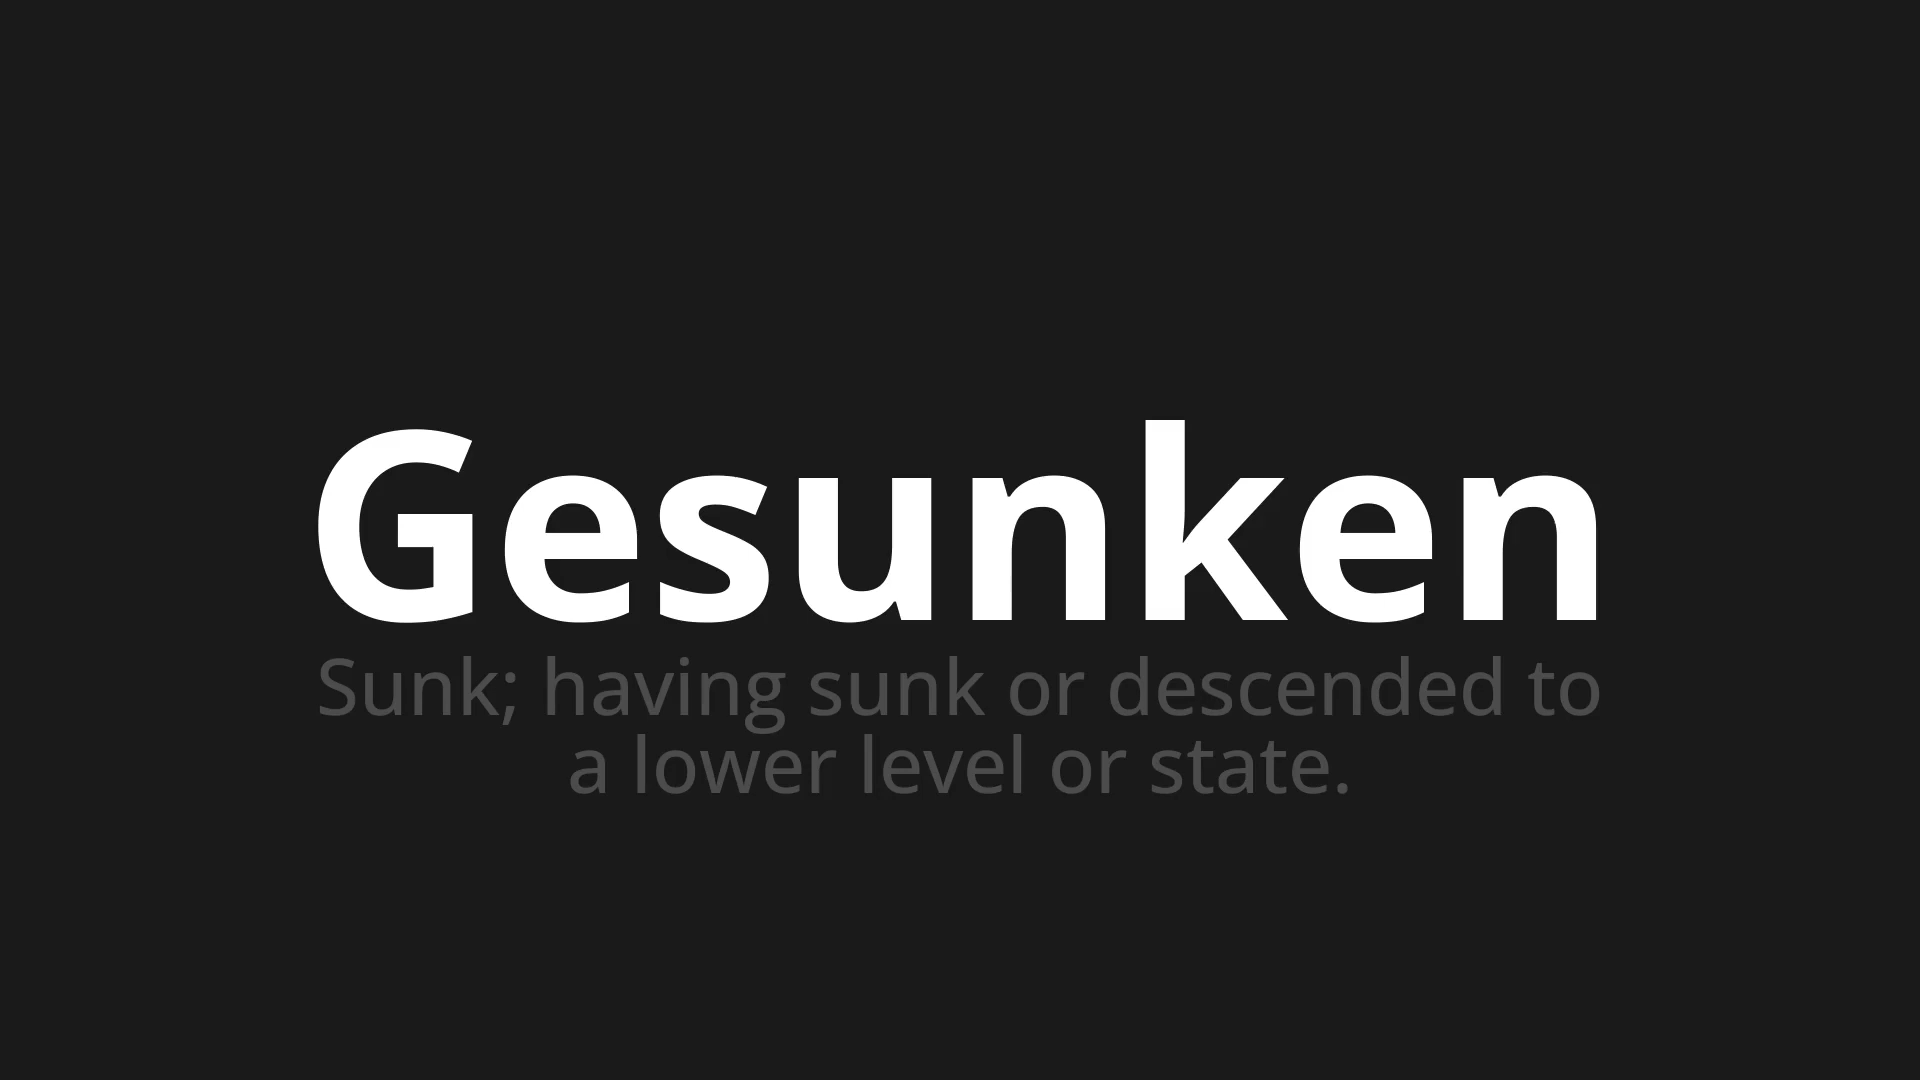 Gesunken
Sunk; having sunk or descended to
a lower level or state.